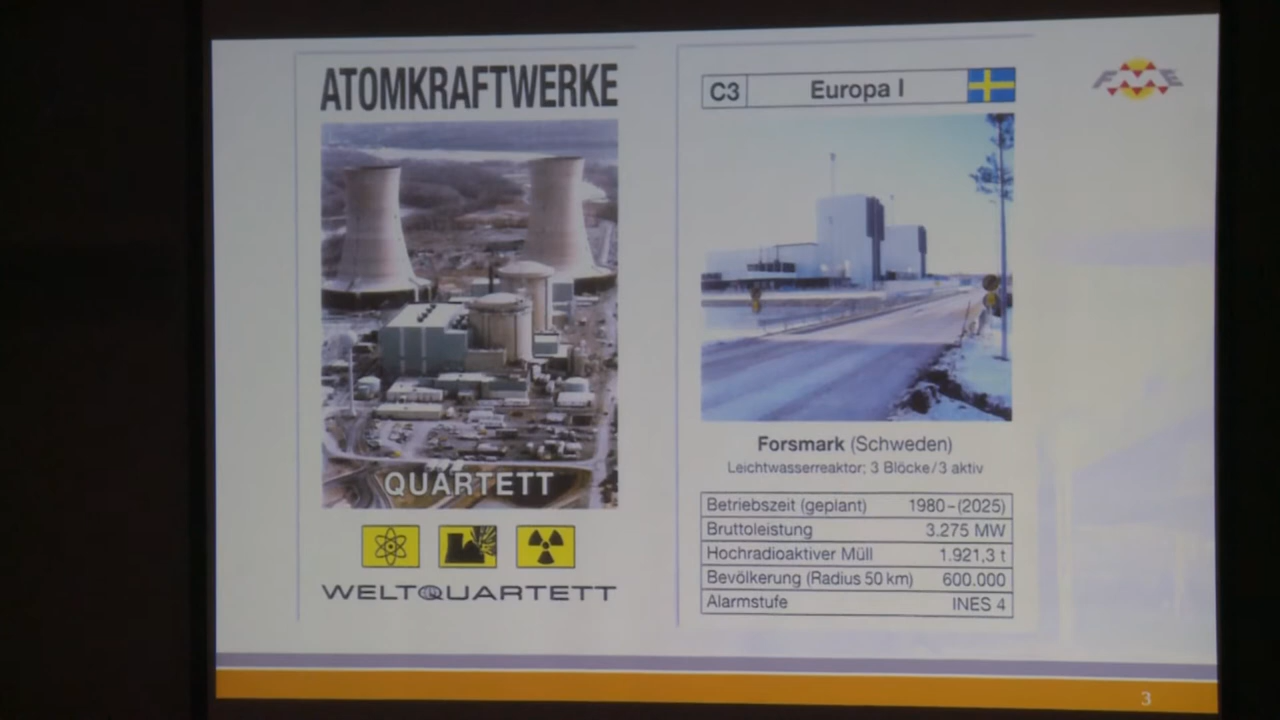 ATOMKRAFTWERKE
QUARTETT
WELTQUARTETT
C3 Europa I
Forsmark (Schweden)
Leichtwasserreaktor; 3 Blöcke/3 aktiv
Betriebszeit (geplant) 1980-(2025)
Bruttoleistung 3.275 MW
Hochradioaktiver Müll 1.921,3 t
Bevölkerung (Radius 50 km) 600.000
Alarmstufe INES 4
FME
3